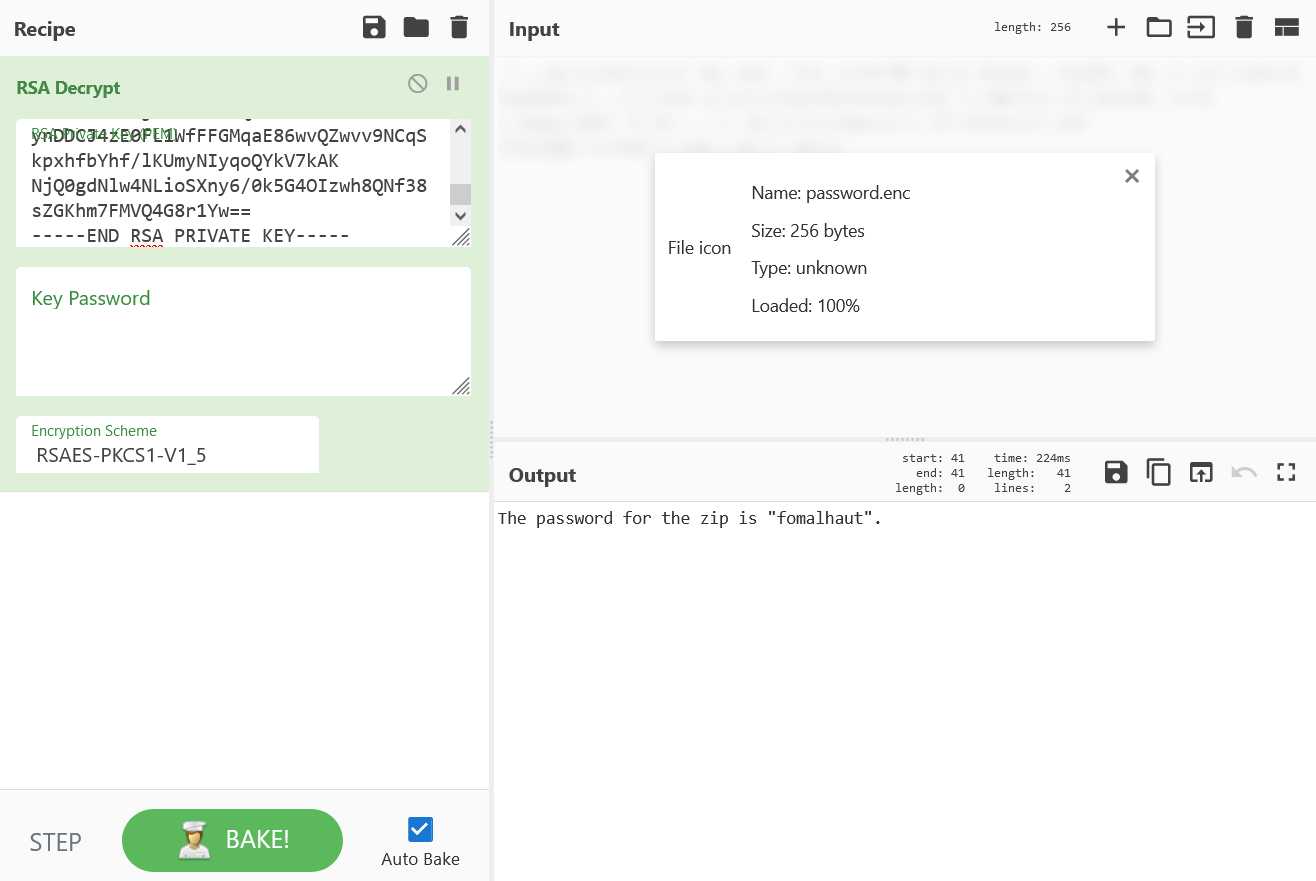 Recipe
RSA Decrypt
RSA Private Key (PEM)
ynDDCJ4ZE0FL1WfFFGMqaE86wvQZwvv9NCqS
kpxhfbYhf/lKUmyNIyqoQYkV7kAK
NjQ0gdNlw4NLioSXny6/0k5G4OIzwh8QNf38
sZGKhm7FMVQ4G8r1Yw==
-----END RSA PRIVATE KEY-----
Key Password
Encryption Scheme
RSAES-PKCS1-V1_5
STEP
BAKE!
Auto Bake
Input
length: 256
File icon
Name: password.enc
Size: 256 bytes
Type: unknown
Loaded: 100%
Output
start: 41 time: 224ms
end: 41 length: 41
length: 0 lines: 2
The password for the zip is "fomalhaut".